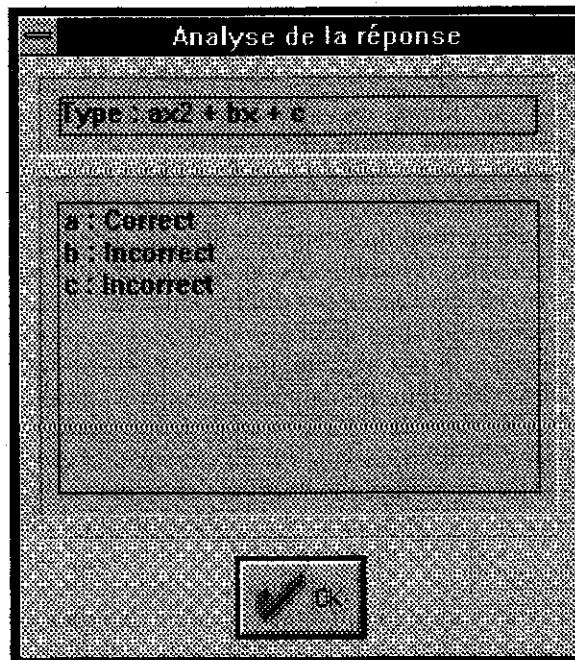 Analyse de la réponse
Type : ax2 + bx + c
a : Correct
b : Incorrect
c : Incorrect
Ok